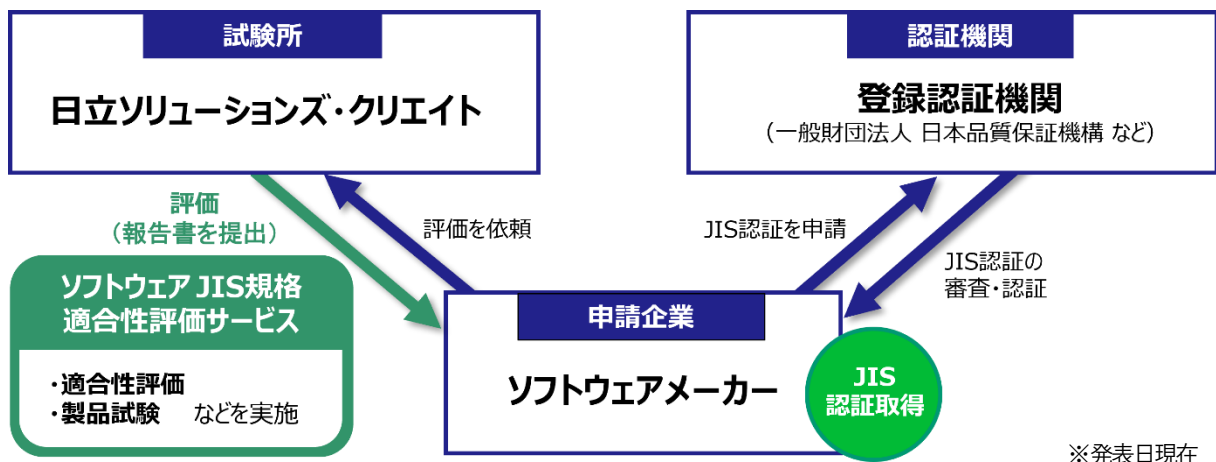 試験所
日立ソリューションズ・クリエイト
認証機関
登録認証機関
（一般財団法人 日本品質保証機構 など）
評価
（報告書を提出）
評価を依頼
JIS認証を申請
JIS認証の
審査・認証
ソフトウェア JIS規格
適合性評価サービス
・適合性評価
・製品試験 などを実施
申請企業
ソフトウェアメーカー
JIS
認証取得
※発表日現在